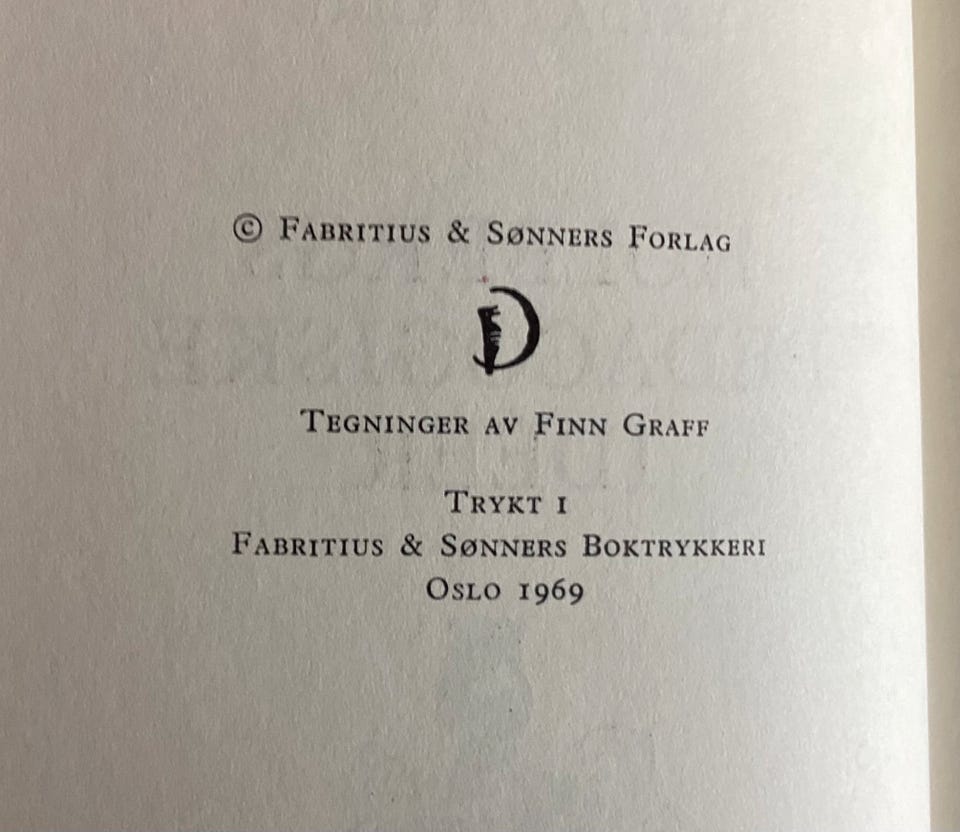 © Fabritius & Sønners Forlag
D
Tegninger av Finn Graff
Trykt i
Fabritius & Sønners Boktrykkeri
Oslo 1969